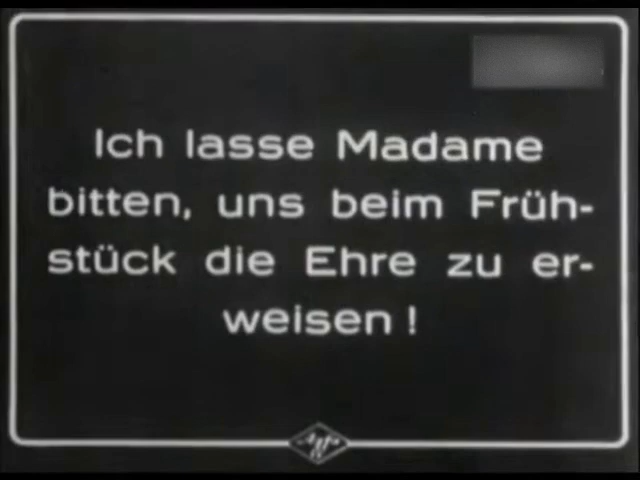 Ich lasse Madame
bitten, uns beim Früh-
stück die Ehre zu er-
weisen !